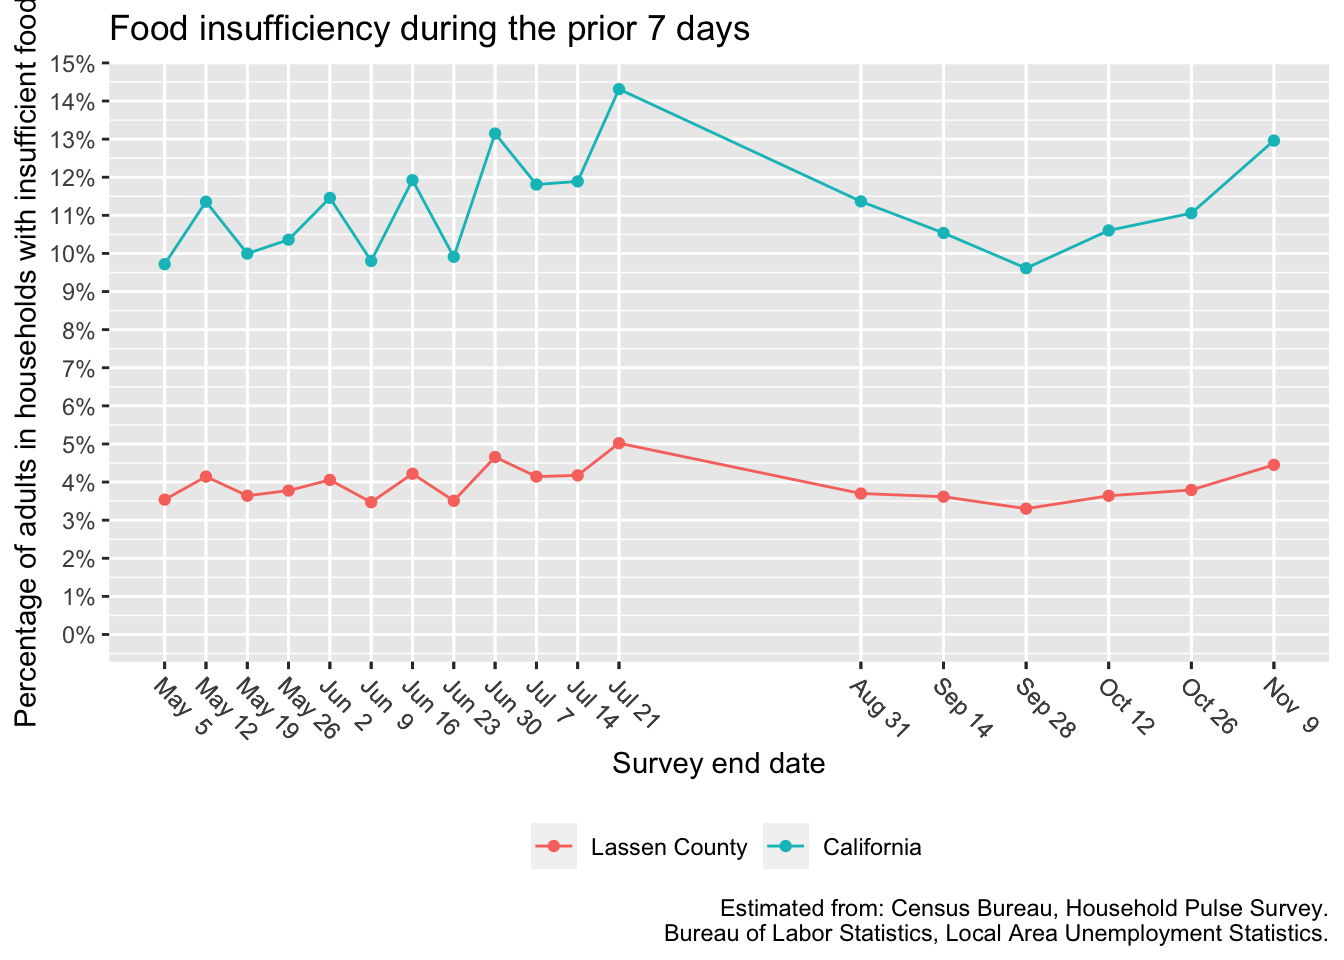 Food insufficiency during the prior 7 days
Percentage of adults in households with insufficient food
15%
14%
13%
12%
11%
10%
9%
8%
7%
6%
5%
4%
3%
2%
1%
0%
May 5
May 12
May 19
May 26
Jun 2
Jun 9
Jun 16
Jun 23
Jun 30
Jul 7
Jul 14
Jul 21
Aug 31
Sep 14
Sep 28
Oct 12
Oct 26
Nov 9
Survey end date
Lassen County
California
Estimated from: Census Bureau, Household Pulse Survey.
Bureau of Labor Statistics, Local Area Unemployment Statistics.